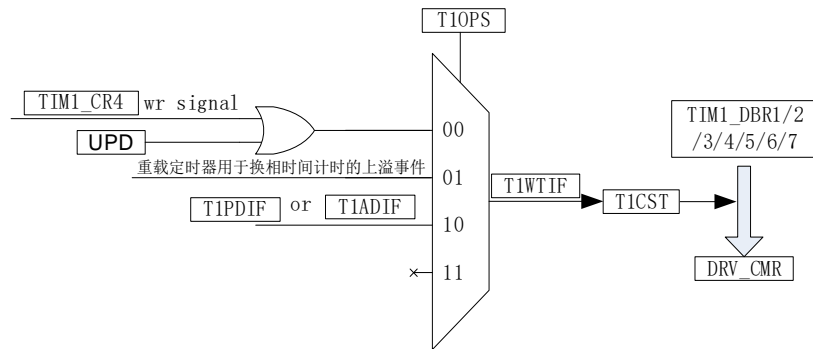 T1OPS
TIM1_CR4 wr signal
UPD
00
重载定时器用于换相时间计时的上溢事件
01
T1PDIF or T1ADIF
10
11
T1WTIF
T1CST
TIM1_DBR1/2
/3/4/5/6/7
DRV_CMR